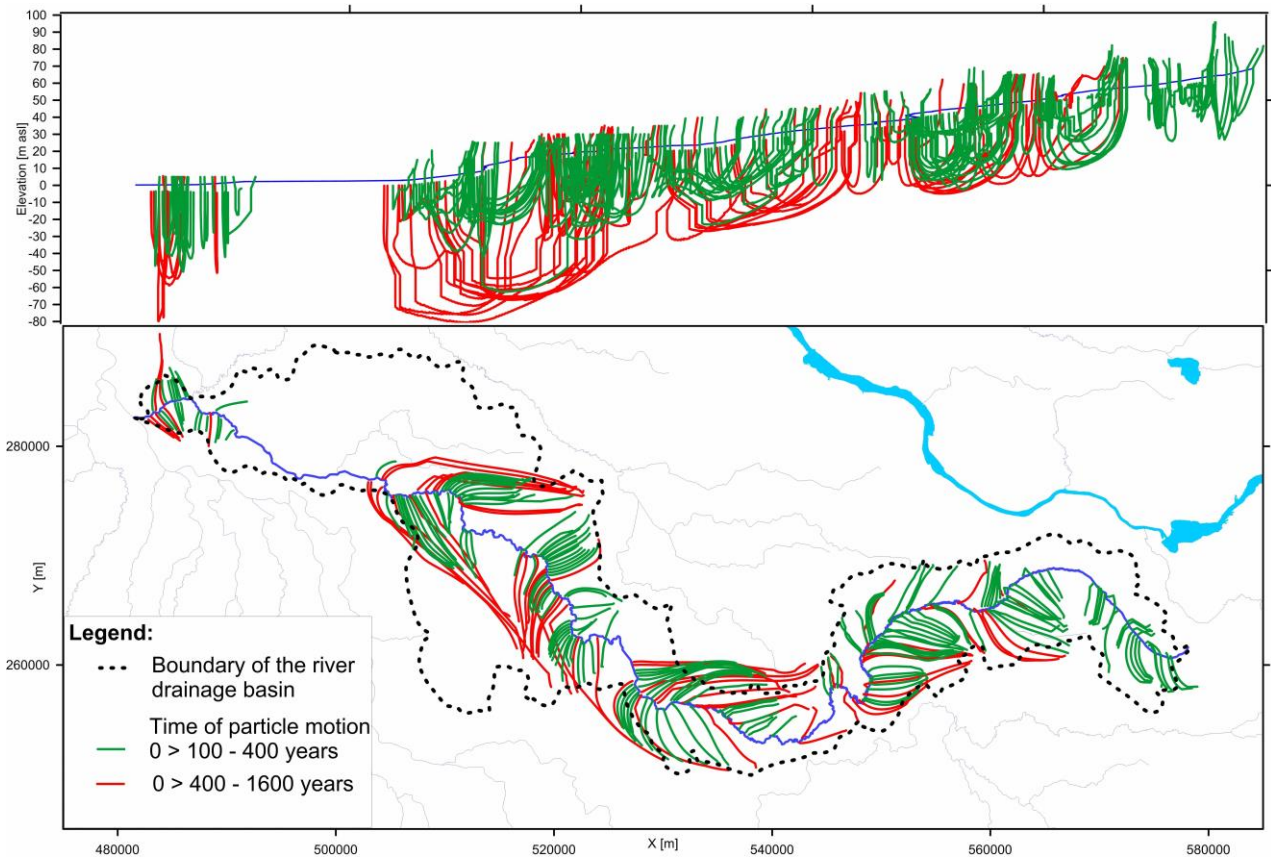 100
90
80
70
60
50
40
30
20
10
0
-10
-20
-30
-40
-50
-60
-70
-80
Elevation [m asl]
280000
260000
Y [m]
Legend:
Boundary of the river
drainage basin
Time of particle motion
0 > 100 - 400 years
0 > 400 - 1600 years
480000 500000 520000 540000 560000 580000
X [m]